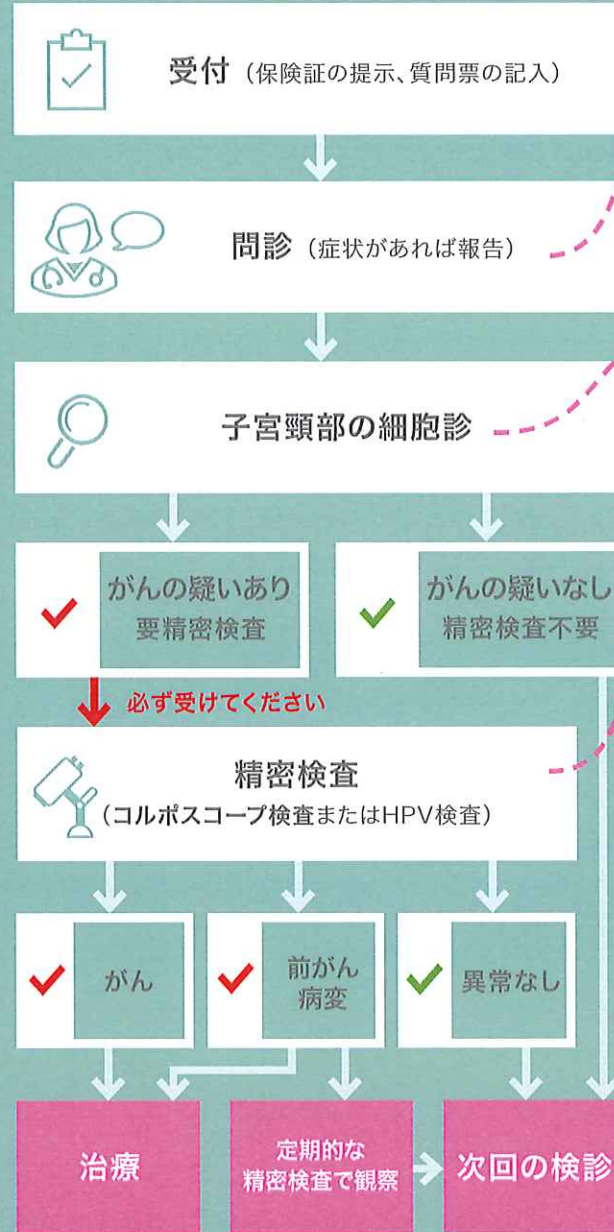 受付（保険証の提示、質問票の記入）
問診（症状があれば報告）
子宮頸部の細胞診
がんの疑いあり
要精密検査
がんの疑いなし
精密検査不要
必ず受けてください
精密検査
（コルポスコープ検査またはHPV検査）
がん
前がん
病変
異常なし
治療
定期的な
精密検査で観察
次回の検診